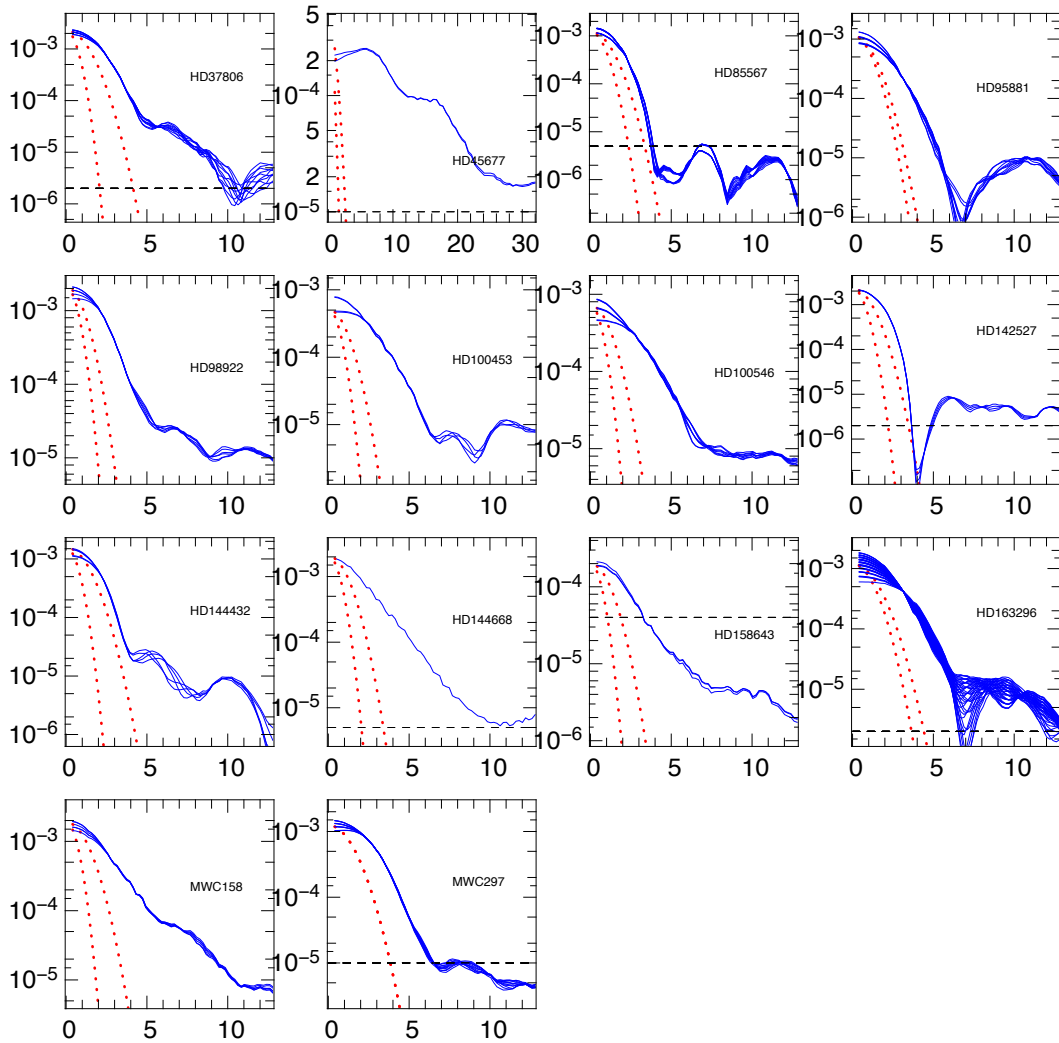 10⁻³
10⁻⁴
10⁻⁵
10⁻⁶
HD37806
0 5 10
5
2
10⁻⁴
5
2
10⁻⁵
HD45677
0 10 20 30
10⁻³
10⁻⁴
10⁻⁵
10⁻⁶
HD85567
0 5 10
10⁻³
10⁻⁴
10⁻⁵
10⁻⁶
HD95881
0 5 10
10⁻³
10⁻⁴
10⁻⁵
HD98922
0 5 10
10⁻³
10⁻⁴
10⁻⁵
HD100453
0 5 10
10⁻³
10⁻⁴
10⁻⁵
HD100546
0 5 10
10⁻³
10⁻⁴
10⁻⁵
10⁻⁶
HD142527
0 5 10
10⁻³
10⁻⁴
10⁻⁵
10⁻⁶
HD144432
0 5 10
10⁻³
10⁻⁴
10⁻⁵
HD144668
0 5 10
10⁻⁴
10⁻⁵
10⁻⁶
HD158643
0 5 10
10⁻³
10⁻⁴
10⁻⁵
HD163296
0 5 10
10⁻³
10⁻⁴
10⁻⁵
MWC158
0 5 10
10⁻³
10⁻⁴
10⁻⁵
MWC297
0 5 10